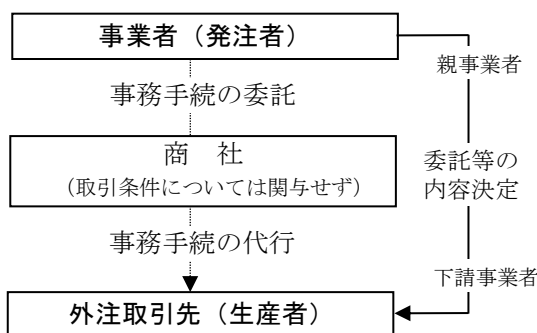 事業者（発注者）
親事業者
事務手続の委託
商　社
（取引条件については関与せず）
委託等の
内容決定
事務手続の代行
下請事業者
外注取引先（生産者）